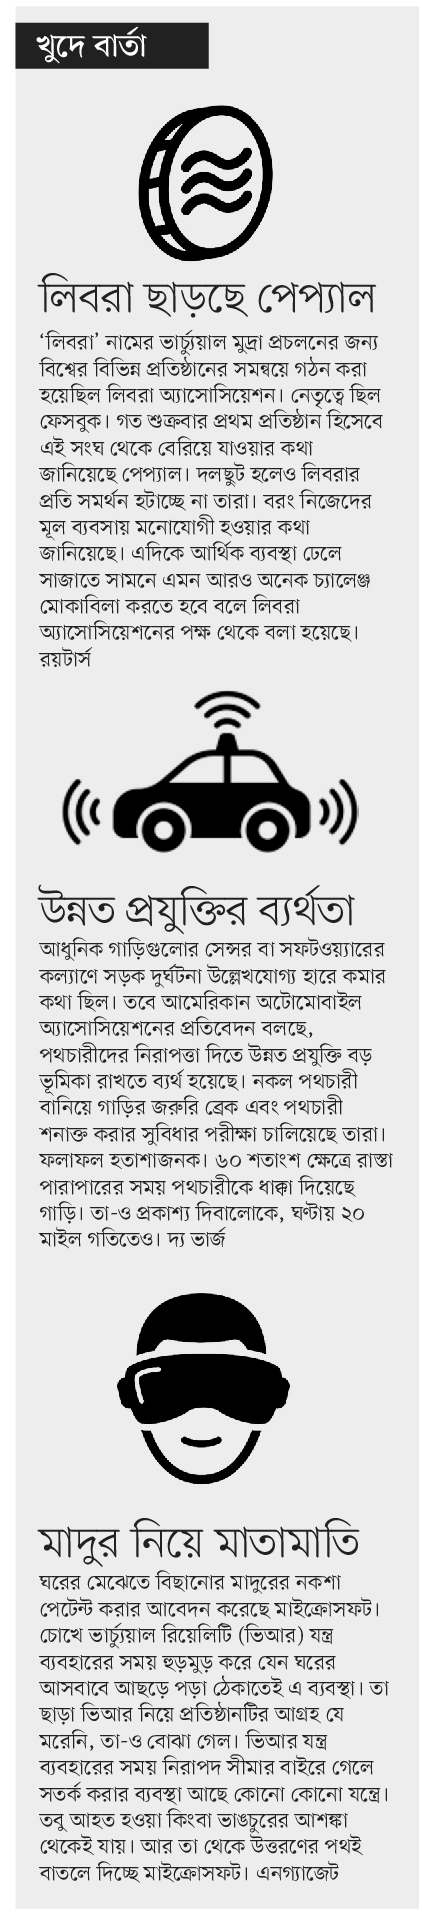 খুদে বার্তা
লিবরা ছাড়ছে পেপ্যাল
‘লিবরা’ নামের ভার্চ্যুয়াল মুদ্রা প্রচলনের জন্য
বিশ্বের বিভিন্ন প্রতিষ্ঠানের সমন্বয়ে গঠন করা
হয়েছিল লিবরা অ্যাসোসিয়েশন। নেতৃত্বে ছিল
ফেসবুক। গত শুক্রবার প্রথম প্রতিষ্ঠান হিসেবে
এই সংঘ থেকে বেরিয়ে যাওয়ার কথা
জানিয়েছে পেপ্যাল। দলছুট হলেও লিবরার
প্রতি সমর্থন হটাচ্ছে না তারা। বরং নিজেদের
মূল ব্যবসায় মনোযোগী হওয়ার কথা
জানিয়েছে। এদিকে আর্থিক ব্যবস্থা ঢেলে
সাজাতে সামনে এমন আরও অনেক চ্যালেঞ্জ
মোকাবিলা করতে হবে বলে লিবরা
অ্যাসোসিয়েশনের পক্ষ থেকে বলা হয়েছে।
রয়টার্স
উন্নত প্রযুক্তির ব্যর্থতা
আধুনিক গাড়িগুলোর সেন্সর বা সফটওয়্যারের
কল্যাণে সড়ক দুর্ঘটনা উল্লেখযোগ্য হারে কমার
কথা ছিল। তবে আমেরিকান অটোমোবাইল
অ্যাসোসিয়েশনের প্রতিবেদন বলছে,
পথচারীদের নিরাপত্তা দিতে উন্নত প্রযুক্তি বড়
ভূমিকা রাখতে ব্যর্থ হয়েছে। নকল পথচারী
বানিয়ে গাড়ির জরুরি ব্রেক এবং পথচারী
শনাক্ত করার সুবিধার পরীক্ষা চালিয়েছে তারা।
ফলাফল হতাশাজনক। ৬০ শতাংশ ক্ষেত্রে রাস্তা
পারাপারের সময় পথচারীকে ধাক্কা দিয়েছে
গাড়ি। তা-ও প্রকাশ্য দিবালোকে, ঘণ্টায় ২০
মাইল গতিতেও। দ্য ভার্জ
মাদুর নিয়ে মাতামাতি
ঘরের মেঝেতে বিছানোর মাদুরের নকশা
পেটেন্ট করার আবেদন করেছে মাইক্রোসফট।
চোখে ভার্চ্যুয়াল রিয়েলিটি (ভিআর) যন্ত্র
ব্যবহারের সময় হুড়মুড় করে যেন ঘরের
আসবাবে আছড়ে পড়া ঠেকাতেই এ ব্যবস্থা। তা
ছাড়া ভিআর নিয়ে প্রতিষ্ঠানটির আগ্রহ যে
মরেনি, তা-ও বোঝা গেল। ভিআর যন্ত্র
ব্যবহারের সময় নিরাপদ সীমার বাইরে গেলে
সতর্ক করার ব্যবস্থা আছে কোনো কোনো যন্ত্রে।
তবু আহত হওয়া কিংবা ভাঙচুরের আশঙ্কা
থেকেই যায়। আর তা থেকে উত্তরণের পথই
বাতলে দিচ্ছে মাইক্রোসফট। এনগ্যাজেট